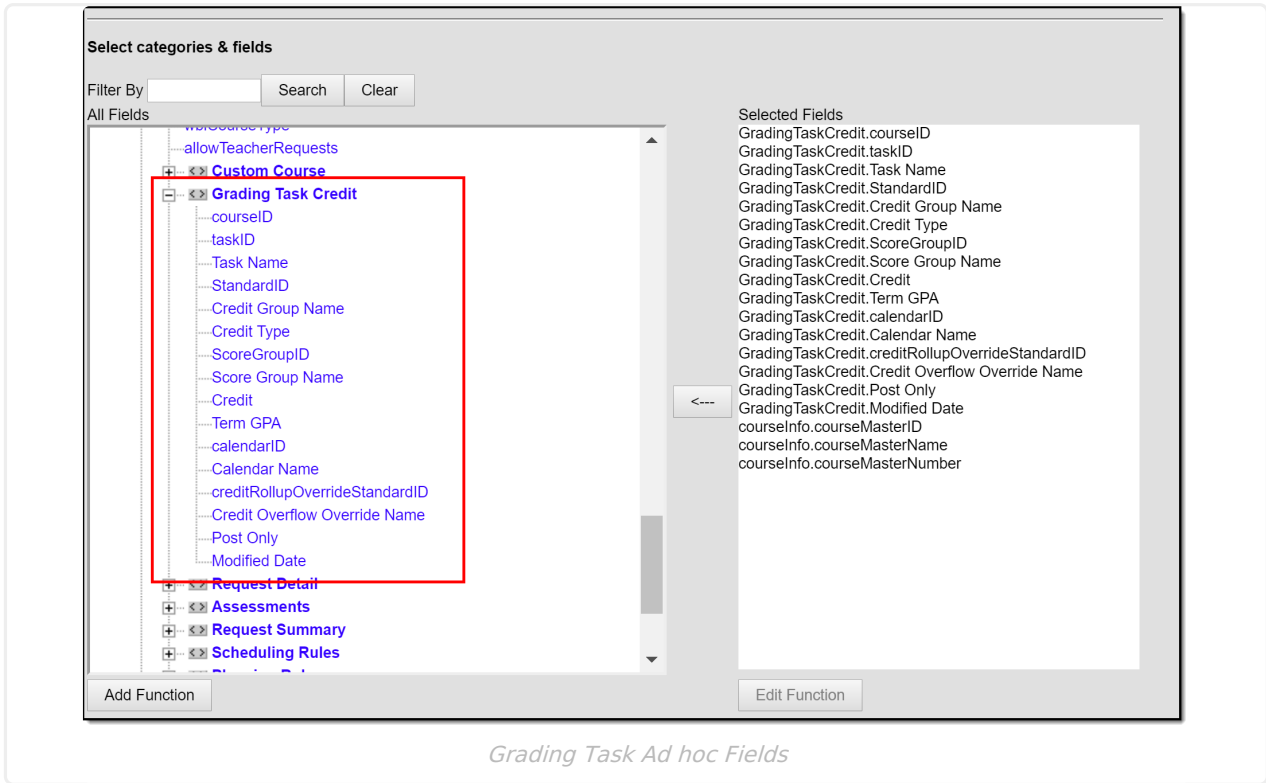 Select categories & fields
Filter By
Search
Clear
All Fields
allowTeacherRequests
Custom Course
Grading Task Credit
courseID
taskID
Task Name
StandardID
Credit Group Name
Credit Type
ScoreGroupID
Score Group Name
Credit
Term GPA
calendarID
Calendar Name
creditRollupOverrideStandardID
Credit Overflow Override Name
Post Only
Modified Date
Request Detail
Assessments
Request Summary
Scheduling Rules
Add Function
<---
Selected Fields
GradingTaskCredit.courseID
GradingTaskCredit.taskID
GradingTaskCredit.Task Name
GradingTaskCredit.StandardID
GradingTaskCredit.Credit Group Name
GradingTaskCredit.Credit Type
GradingTaskCredit.ScoreGroupID
GradingTaskCredit.Score Group Name
GradingTaskCredit.Credit
GradingTaskCredit.Term GPA
GradingTaskCredit.calendarID
GradingTaskCredit.Calendar Name
GradingTaskCredit.creditRollupOverrideStandardID
GradingTaskCredit.Credit Overflow Override Name
GradingTaskCredit.Post Only
GradingTaskCredit.Modified Date
courseInfo.courseMasterID
courseInfo.courseMasterName
courseInfo.courseMasterNumber
Edit Function
Grading Task Ad hoc Fields